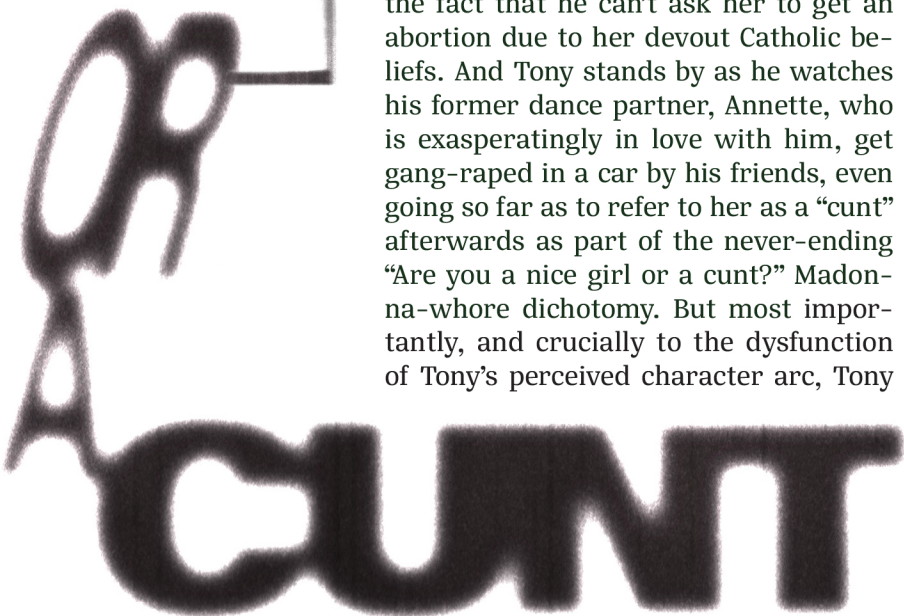 the fact that he can't ask her to get an
abortion due to her devout Catholic be-
liefs. And Tony stands by as he watches
his former dance partner, Annette, who
is exasperatingly in love with him, get
gang-raped in a car by his friends, even
going so far as to refer to her as a “cunt”
afterwards as part of the never-ending
“Are you a nice girl or a cunt?” Madon-
na-whore dichotomy. But most impor-
tantly, and crucially to the dysfunction
of Tony’s perceived character arc, Tony
OR
A
CUNT